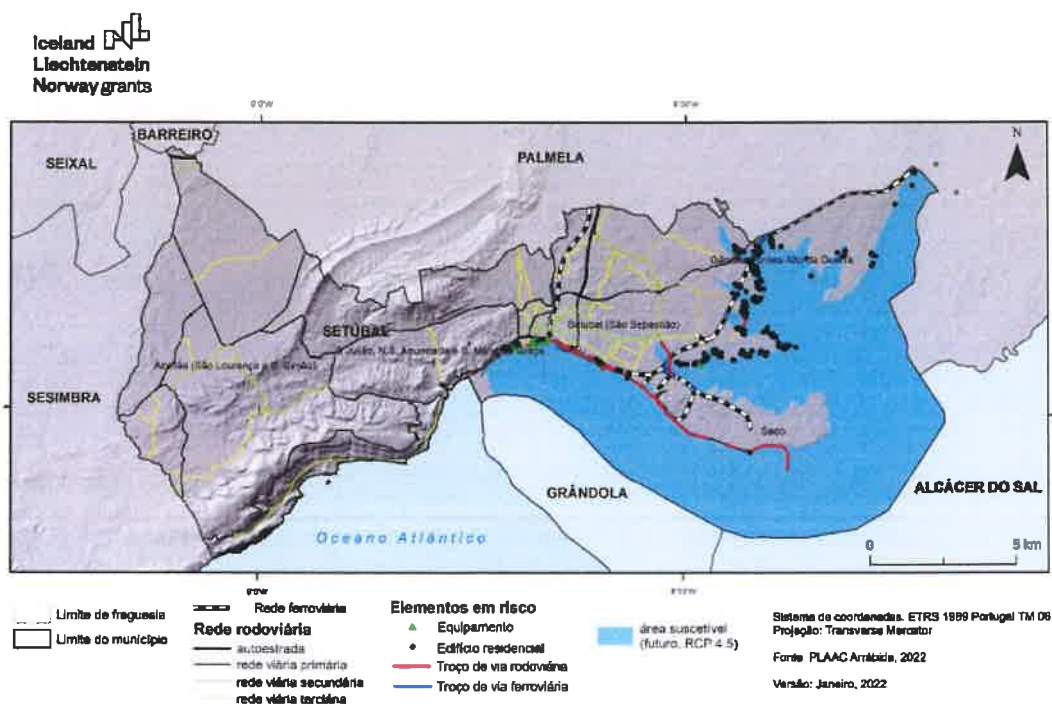 Iceland
Liechtenstein
Norway grants
BARREIRO
SEIXAL
PALMELA
N
SETÚBAL
Setúbal (São Sebastião)
Azeitão (São Lourenço e S. Simão)
SESIMBRA
Sado
GRÂNDOLA
ALCÁCER DO SAL
Oceano Atlântico
0 5 km
Limite de freguesia
Limite do município
Rede ferroviária
Rede rodoviária
autoestrada
rede viária primária
rede viária secundária
rede viária terciária
Elementos em risco
Equipamento
Edifício residencial
Troço de via rodoviária
Troço de via ferroviária
área suscetível
(futuro, RCP 4.5)
Sistema de coordenadas. ETRS 1989 Portugal TM 06
Projeção: Transverse Mercator
Fonte PLAAC Arrábida, 2022
Versão: Janeiro, 2022